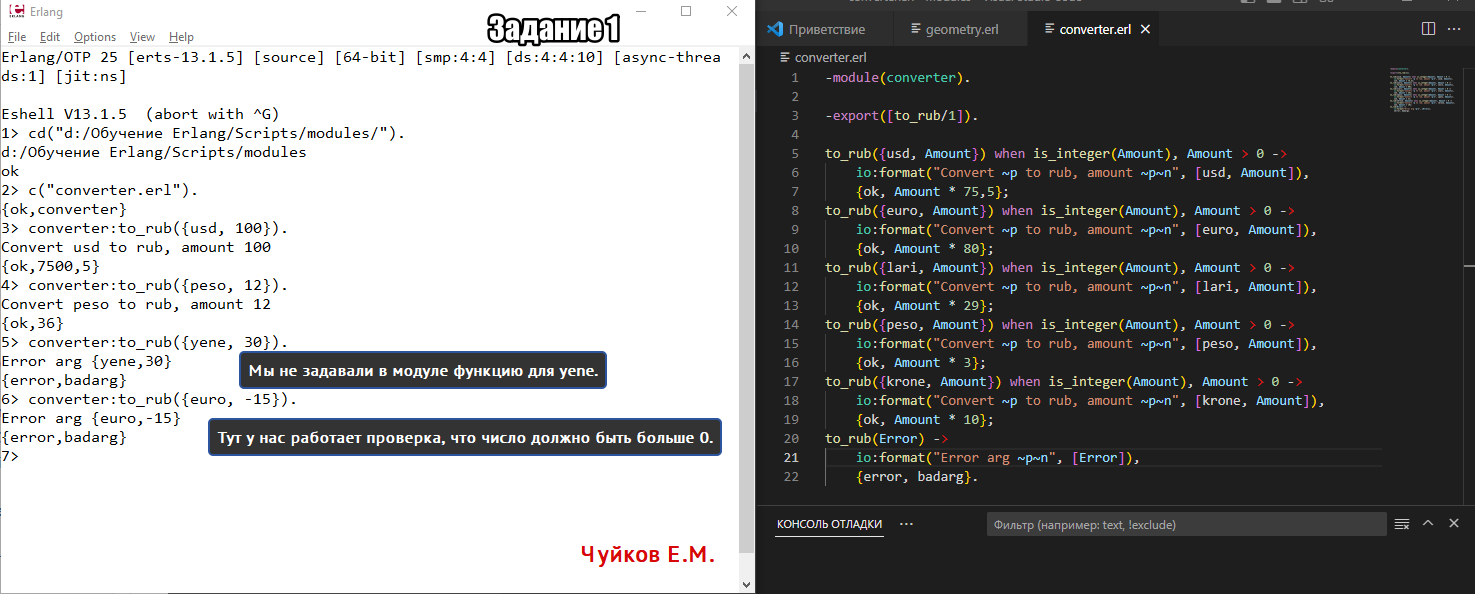 Erlang
Задание 1
File Edit Options View Help
Erlang/OTP 25 [erts-13.1.5] [source] [64-bit] [smp:4:4] [ds:4:4:10] [async-threa
ds:1] [jit:ns]
Eshell V13.1.5  (abort with ^G)
1> cd("d:/Обучение Erlang/Scripts/modules/").
d:/Обучение Erlang/Scripts/modules
ok
2> c("converter.erl").
{ok,converter}
3> converter:to_rub({usd, 100}).
Convert usd to rub, amount 100
{ok,7500,5}
4> converter:to_rub({peso, 12}).
Convert peso to rub, amount 12
{ok,36}
5> converter:to_rub({yene, 30}).
Error arg {yene,30}
{error,badarg}
Мы не задавали в модуле функцию для yene.
6> converter:to_rub({euro, -15}).
Error arg {euro,-15}
{error,badarg}
Тут у нас работает проверка, что число должно быть больше 0.
7>
Чуйков Е.М.
Приветствие geometry.erl converter.erl
converter.erl
1 -module(converter).
2
3 -export([to_rub/1]).
4
5 to_rub({usd, Amount}) when is_integer(Amount), Amount > 0 ->
6     io:format("Convert ~p to rub, amount ~p~n", [usd, Amount]),
7     {ok, Amount * 75,5};
8 to_rub({euro, Amount}) when is_integer(Amount), Amount > 0 ->
9     io:format("Convert ~p to rub, amount ~p~n", [euro, Amount]),
10     {ok, Amount * 80};
11 to_rub({lari, Amount}) when is_integer(Amount), Amount > 0 ->
12     io:format("Convert ~p to rub, amount ~p~n", [lari, Amount]),
13     {ok, Amount * 29};
14 to_rub({peso, Amount}) when is_integer(Amount), Amount > 0 ->
15     io:format("Convert ~p to rub, amount ~p~n", [peso, Amount]),
16     {ok, Amount * 3};
17 to_rub({krone, Amount}) when is_integer(Amount), Amount > 0 ->
18     io:format("Convert ~p to rub, amount ~p~n", [krone, Amount]),
19     {ok, Amount * 10};
20 to_rub(Error) ->
21     io:format("Error arg ~p~n", [Error]),
22     {error, badarg}.
КОНСОЛЬ ОТЛАДКИ ··· Фильтр (например: text, !exclude)